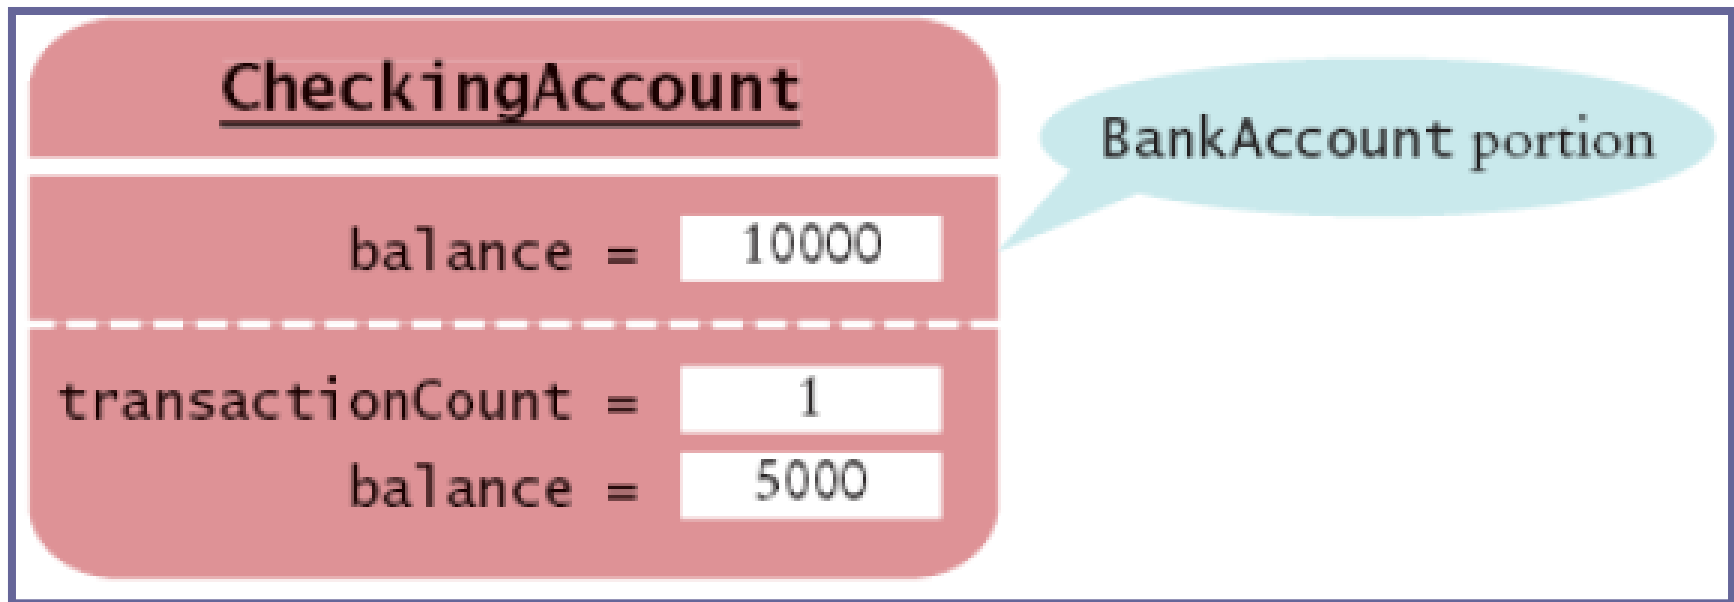 CheckingAccount
BankAccount portion
balance = 10000
transactionCount = 1
balance = 5000